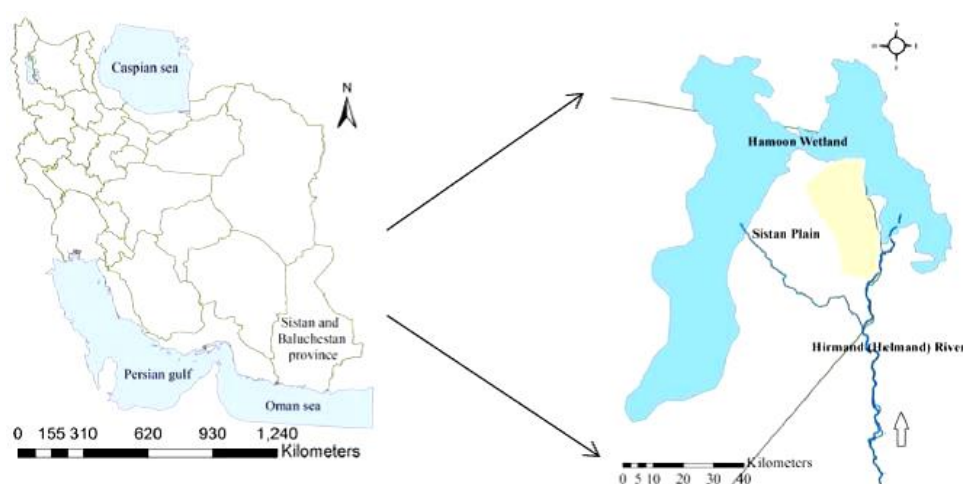 Caspian sea
N
Sistan and
Baluchestan
province
Persian gulf
Oman sea
0 155 310 620 930 1,240
Kilometers
Hamoon Wetland
Sistan Plain
Hirmand (Helmand) River
Kilometers
0 5 10 20 30 40